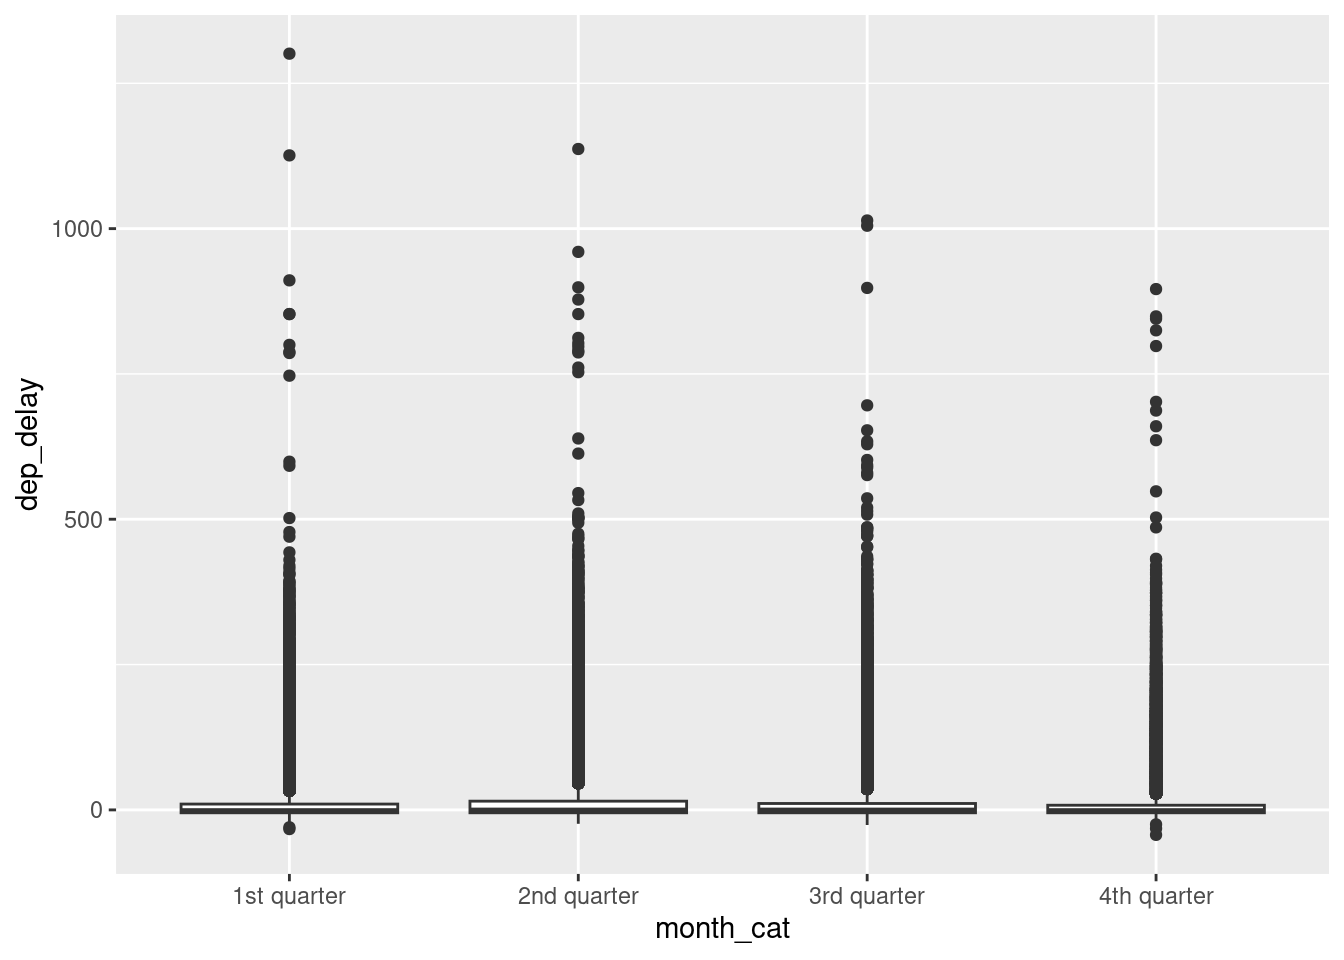 dep_delay
1000
500
0
1st quarter
2nd quarter
3rd quarter
4th quarter
month_cat